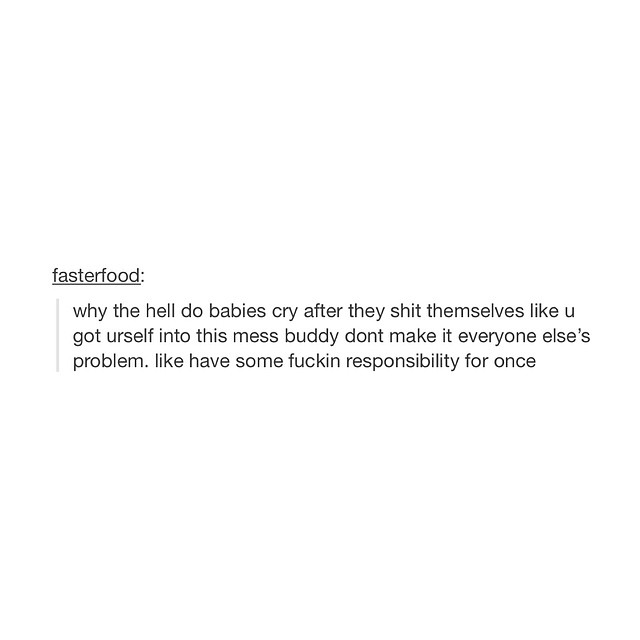 fasterfood:
why the hell do babies cry after they shit themselves like u
got urself into this mess buddy dont make it everyone else’s
problem. like have some fuckin responsibility for once